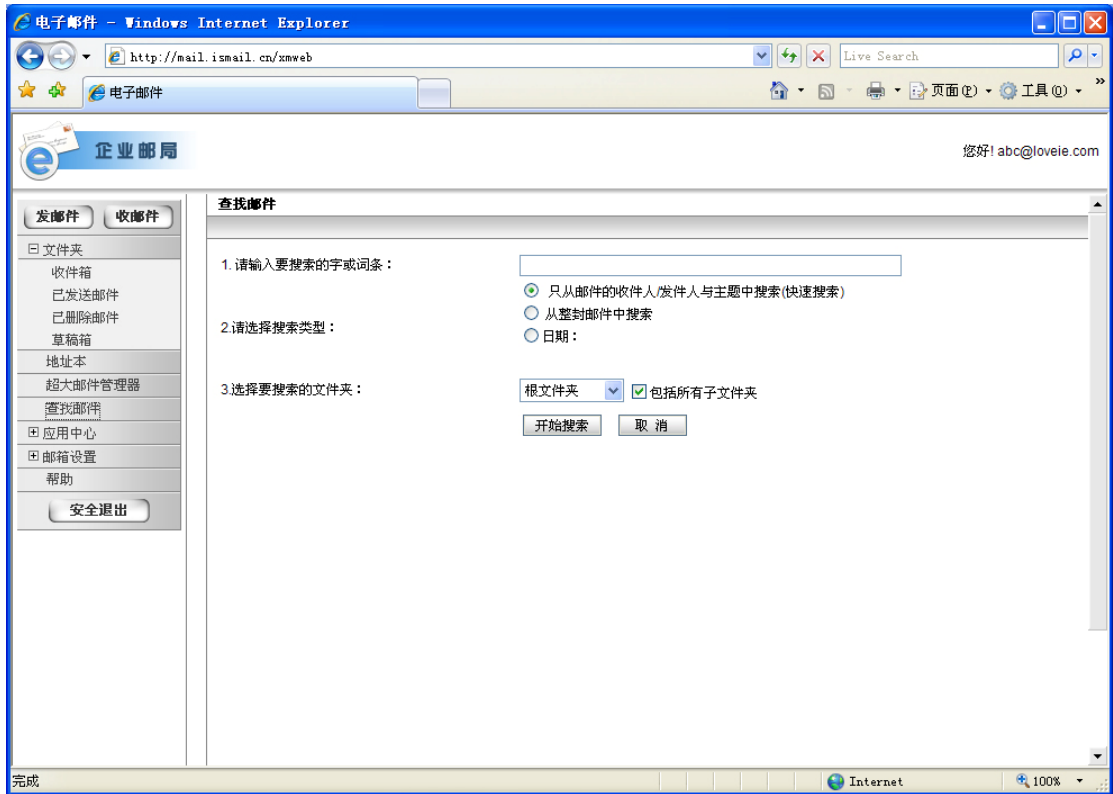 电子邮件 - Windows Internet Explorer
http://mail.ismail.cn/xmweb
Live Search
电子邮件
页面(P)
工具(O)
企业邮局
您好! abc@loveie.com
发邮件 收邮件
文件夹
收件箱
已发送邮件
已删除邮件
草稿箱
地址本
超大邮件管理器
查找邮件
应用中心
邮箱设置
帮助
安全退出
查找邮件
1.请输入要搜索的字或词条：
只从邮件的收件人/发件人与主题中搜索(快速搜索)
2.请选择搜索类型：
从整封邮件中搜索
日期：
3.选择要搜索的文件夹：
根文件夹 包括所有子文件夹
开始搜索 取 消
完成
Internet
100%